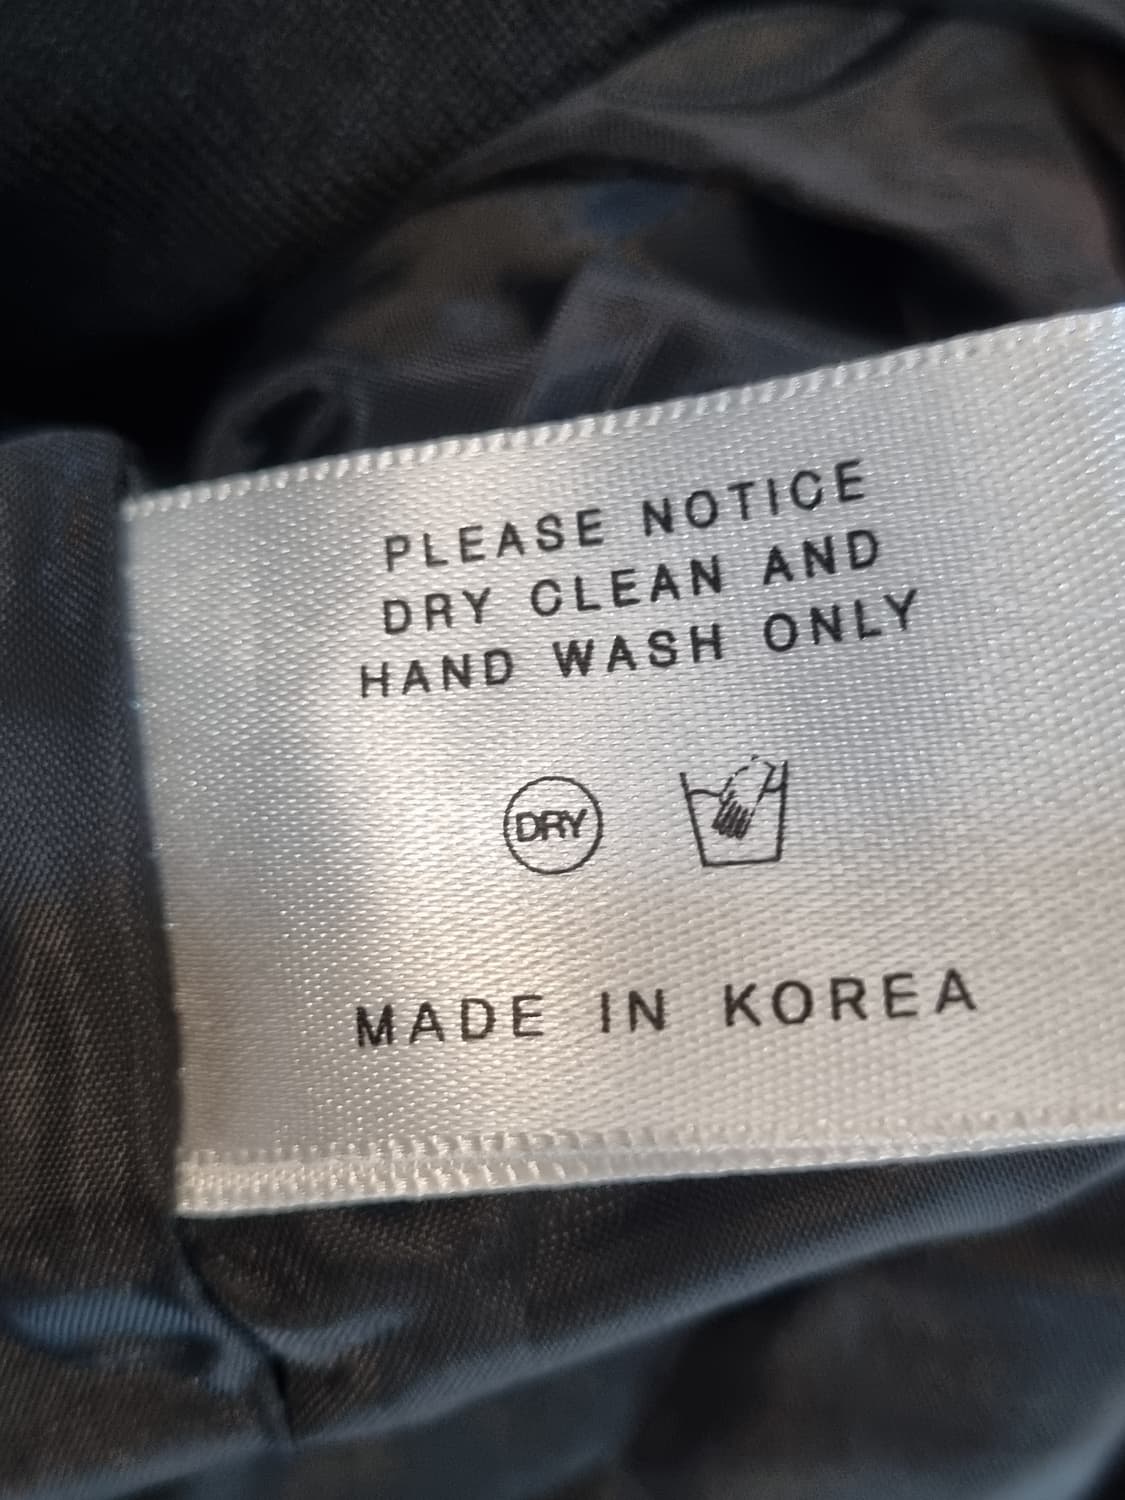 PLEASE NOTICE
DRY CLEAN AND
HAND WASH ONLY
DRY
MADE IN KOREA